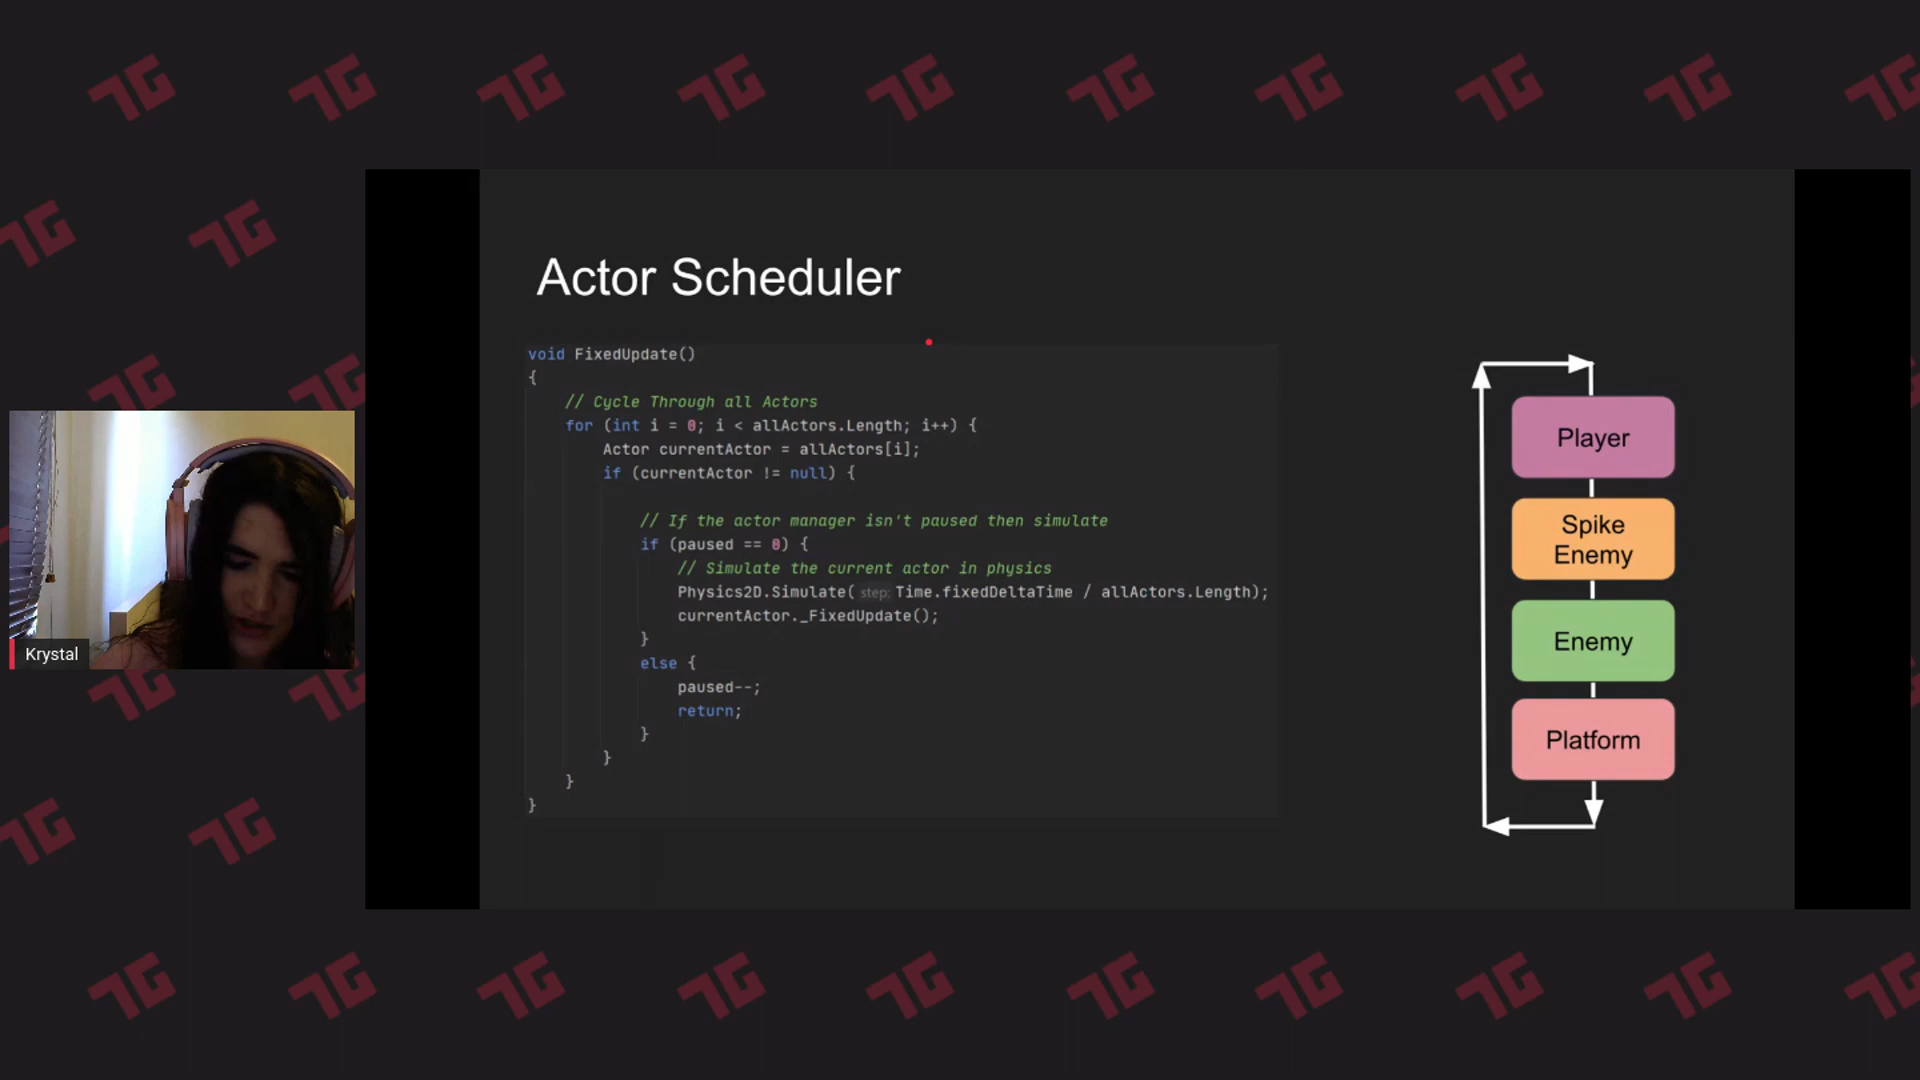 Actor Scheduler
void FixedUpdate()
{
// Cycle Through all Actors
for (int i = 0; i < allActors.Length; i++) {
Actor currentActor = allActors[i];
if (currentActor != null) {
// If the actor manager isn't paused then simulate
if (paused == 0) {
// Simulate the current actor in physics
Physics2D.Simulate( step: Time.fixedDeltaTime / allActors.Length);
currentActor._FixedUpdate();
}
else {
paused--;
return;
}
}
}
}
Player
Spike
Enemy
Enemy
Platform
Krystal